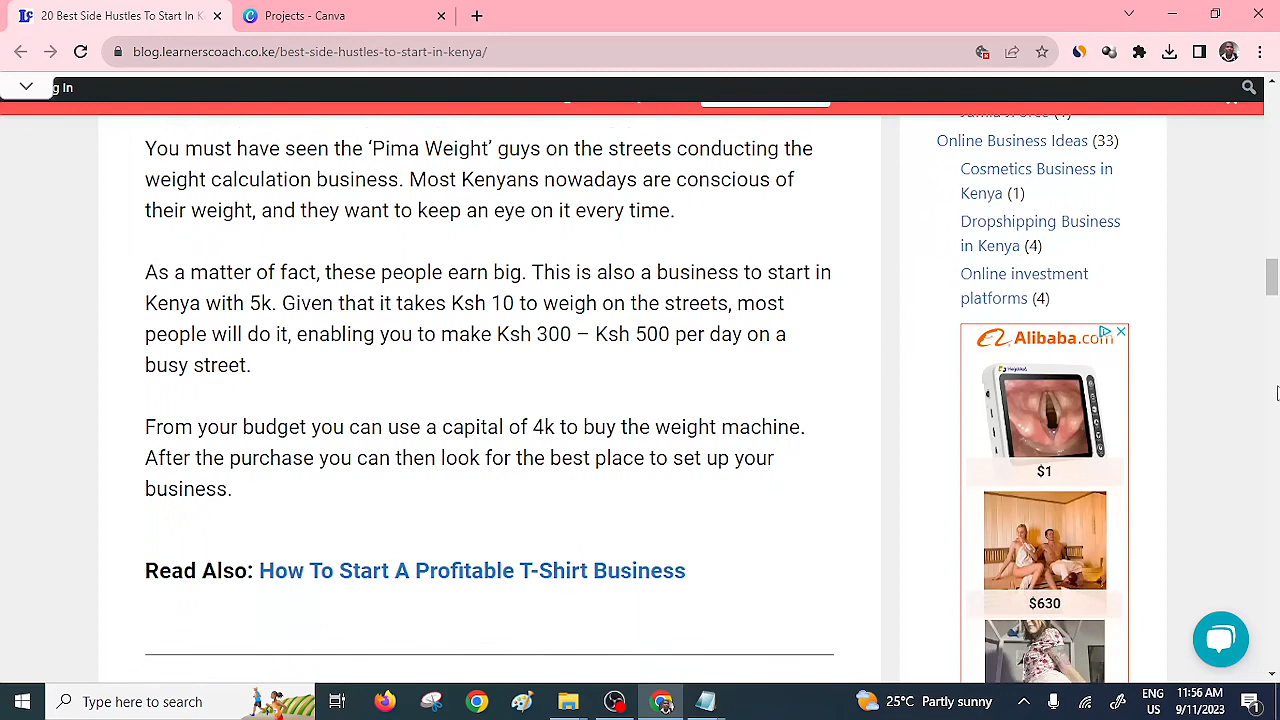 20 Best Side Hustles To Start In K
Projects - Canva
blog.learnerscoach.co.ke/best-side-hustles-to-start-in-kenya/
g In
You must have seen the ‘Pima Weight’ guys on the streets conducting the
weight calculation business. Most Kenyans nowadays are conscious of
their weight, and they want to keep an eye on it every time.
As a matter of fact, these people earn big. This is also a business to start in
Kenya with 5k. Given that it takes Ksh 10 to weigh on the streets, most
people will do it, enabling you to make Ksh 300 – Ksh 500 per day on a
busy street.
From your budget you can use a capital of 4k to buy the weight machine.
After the purchase you can then look for the best place to set up your
business.
Read Also: How To Start A Profitable T-Shirt Business
Online Business Ideas (33)
Cosmetics Business in
Kenya (1)
Dropshipping Business
in Kenya (4)
Online investment
platforms (4)
Alibaba.com
$1
$630
Type here to search
25°C Partly sunny
ENG
US
11:56 AM
9/11/2023
1